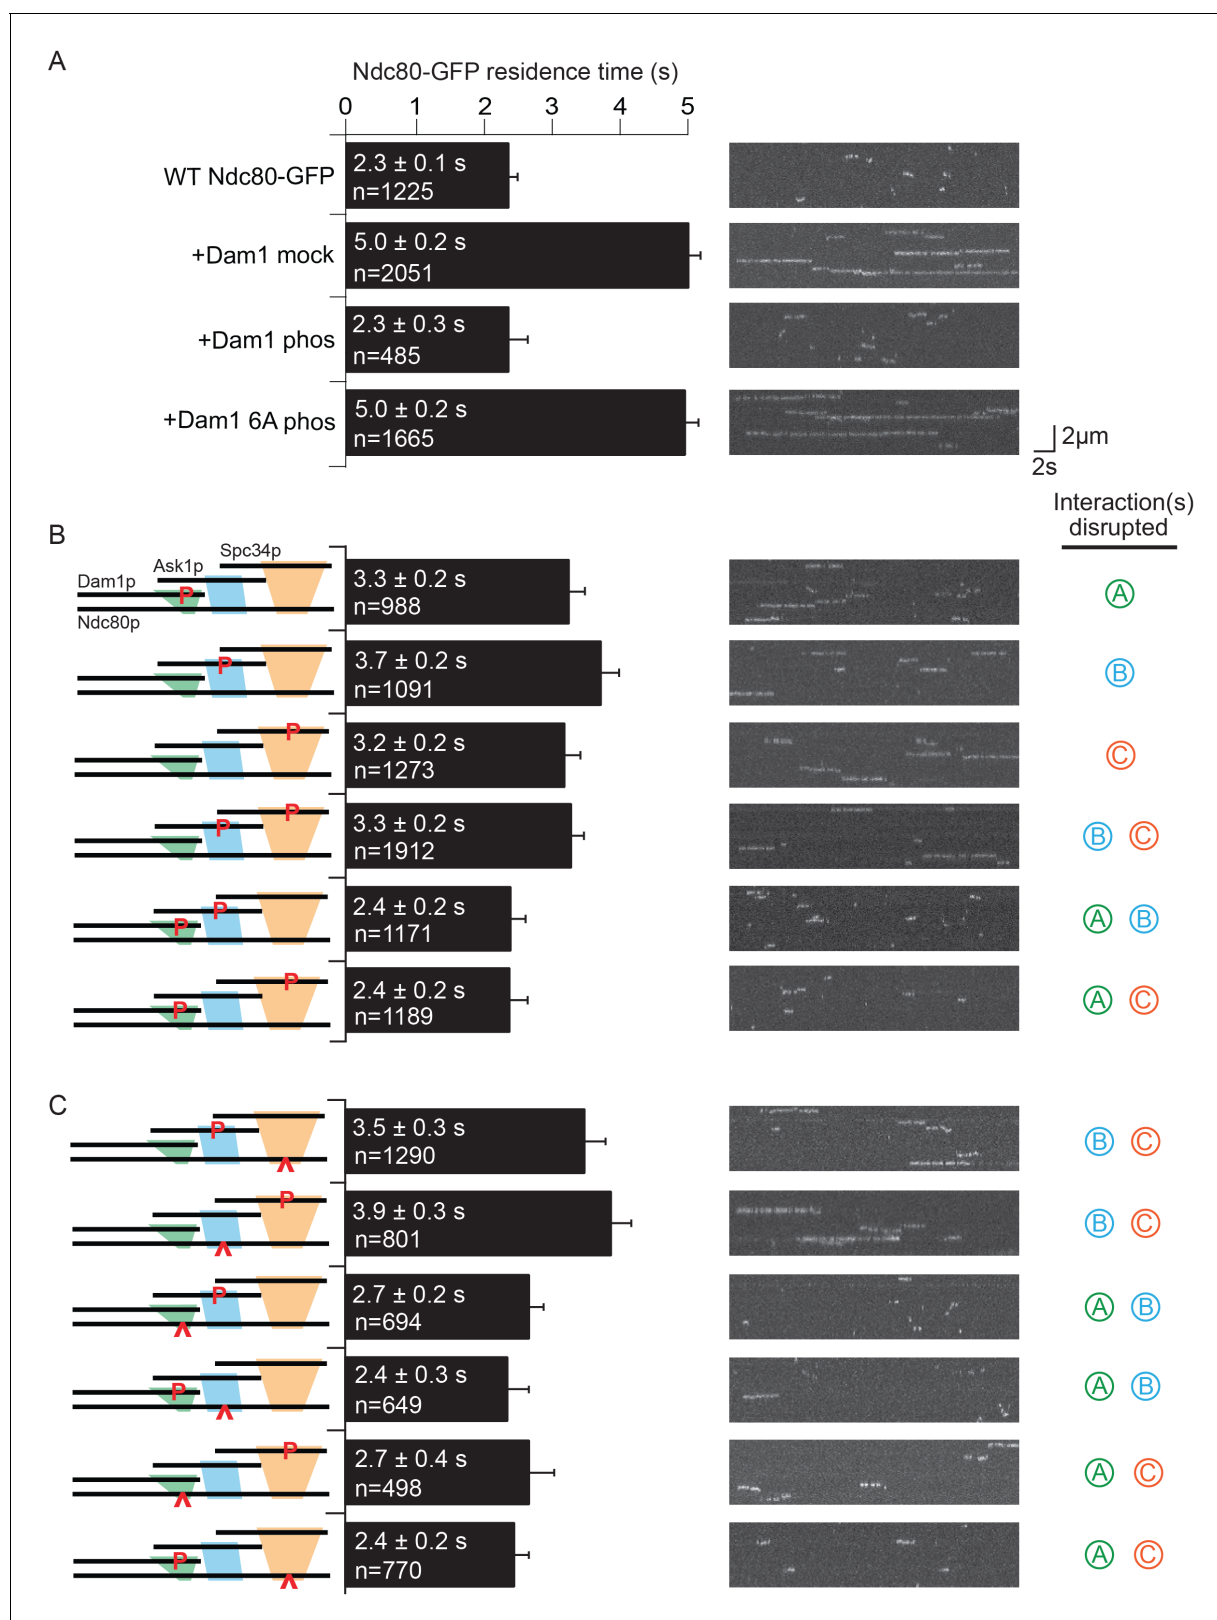 A
Ndc80-GFP residence time (s)
0 1 2 3 4 5
WT Ndc80-GFP
2.3 ± 0.1 s
n=1225
+Dam1 mock
5.0 ± 0.2 s
n=2051
+Dam1 phos
2.3 ± 0.3 s
n=485
+Dam1 6A phos
5.0 ± 0.2 s
n=1665
2µm
2s
Interaction(s)
disrupted
B
Spc34p
Ask1p
Dam1p
P
Ndc80p
3.3 ± 0.2 s
n=988
A
P
3.7 ± 0.2 s
n=1091
B
P
3.2 ± 0.2 s
n=1273
C
P P
3.3 ± 0.2 s
n=1912
B C
P P
2.4 ± 0.2 s
n=1171
A B
P P
2.4 ± 0.2 s
n=1189
A C
C
P
3.5 ± 0.3 s
n=1290
B C
P
3.9 ± 0.3 s
n=801
B C
P
2.7 ± 0.2 s
n=694
A B
P
2.4 ± 0.3 s
n=649
A B
P
2.7 ± 0.4 s
n=498
A C
P
2.4 ± 0.2 s
n=770
A C